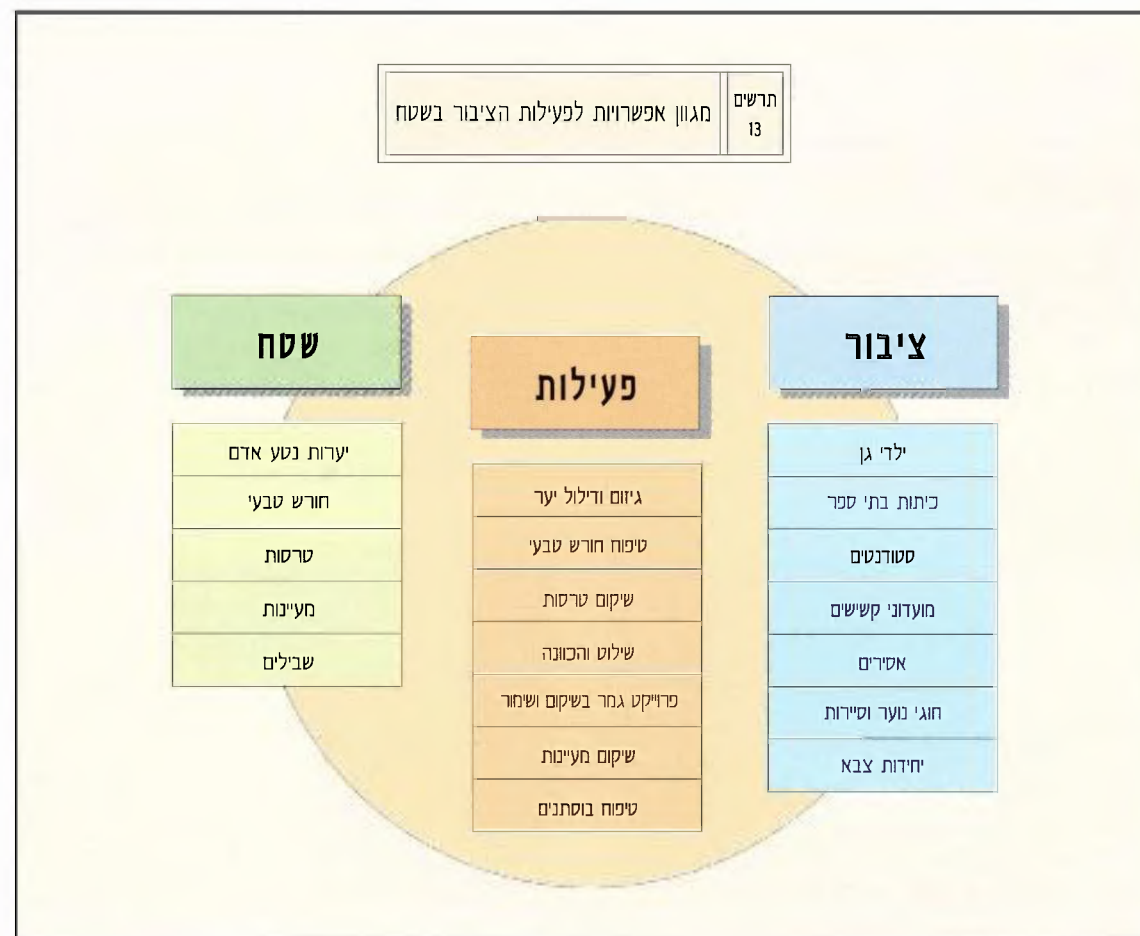 תרשים
13
מגוון אפשרויות לפעילות הציבור בשטח
ציבור
ילדי גן
כיתות בתי ספר
סטודנטים
מועדוני קשישים
אסירים
חוגי נוער וסיירות
יחידות צבא
פעילות
גיזום ודילול יער
טיפוח חורש טבעי
שיקום טרסות
שילוט והכוונה
פרוייקט גמר בשיקום ושימור
שיקום מעיינות
טיפוח בוסתנים
שטח
יערות נטע אדם
חורש טבעי
טרסות
מעיינות
שבילים